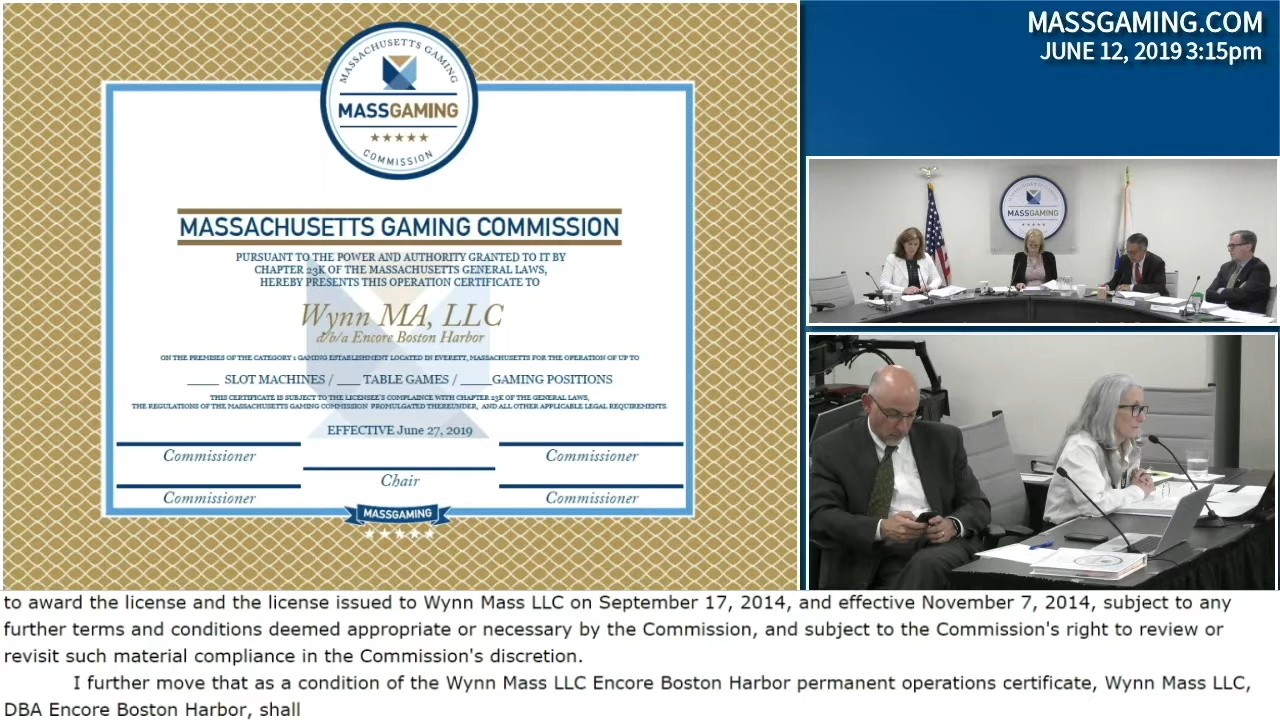 MASSACHUSETTS GAMING
MASSGAMING
COMMISSION
MASSACHUSETTS GAMING COMMISSION
PURSUANT TO THE POWER AND AUTHORITY GRANTED TO IT BY
CHAPTER 23K OF THE MASSACHUSETTS GENERAL LAWS,
HEREBY PRESENTS THIS OPERATION CERTIFICATE TO
Wynn MA, LLC
d/b/a Encore Boston Harbor
ON THE PREMISES OF THE CATEGORY 1 GAMING ESTABLISHMENT LOCATED IN EVERETT, MASSACHUSETTS FOR THE OPERATION OF UP TO
_____ SLOT MACHINES / ____ TABLE GAMES / _____ GAMING POSITIONS
THIS CERTIFICATE IS SUBJECT TO THE LICENSEE'S COMPLAINCE WITH CHAPTER 23K OF THE GENERAL LAWS,
THE REGULATIONS OF THE MASSACHUSETTS GAMING COMMISSION PROMULGATED THEREUNDER, AND ALL OTHER APPLICABLE LEGAL REQUIREMENTS.
EFFECTIVE June 27, 2019
Commissioner
Commissioner
Chair
Commissioner
Commissioner
MASSGAMING
MASSGAMING.COM
JUNE 12, 2019 3:15pm
MASSGAMING
to award the license and the license issued to Wynn Mass LLC on September 17, 2014, and effective November 7, 2014, subject to any
further terms and conditions deemed appropriate or necessary by the Commission, and subject to the Commission's right to review or
revisit such material compliance in the Commission's discretion.
I further move that as a condition of the Wynn Mass LLC Encore Boston Harbor permanent operations certificate, Wynn Mass LLC,
DBA Encore Boston Harbor, shall